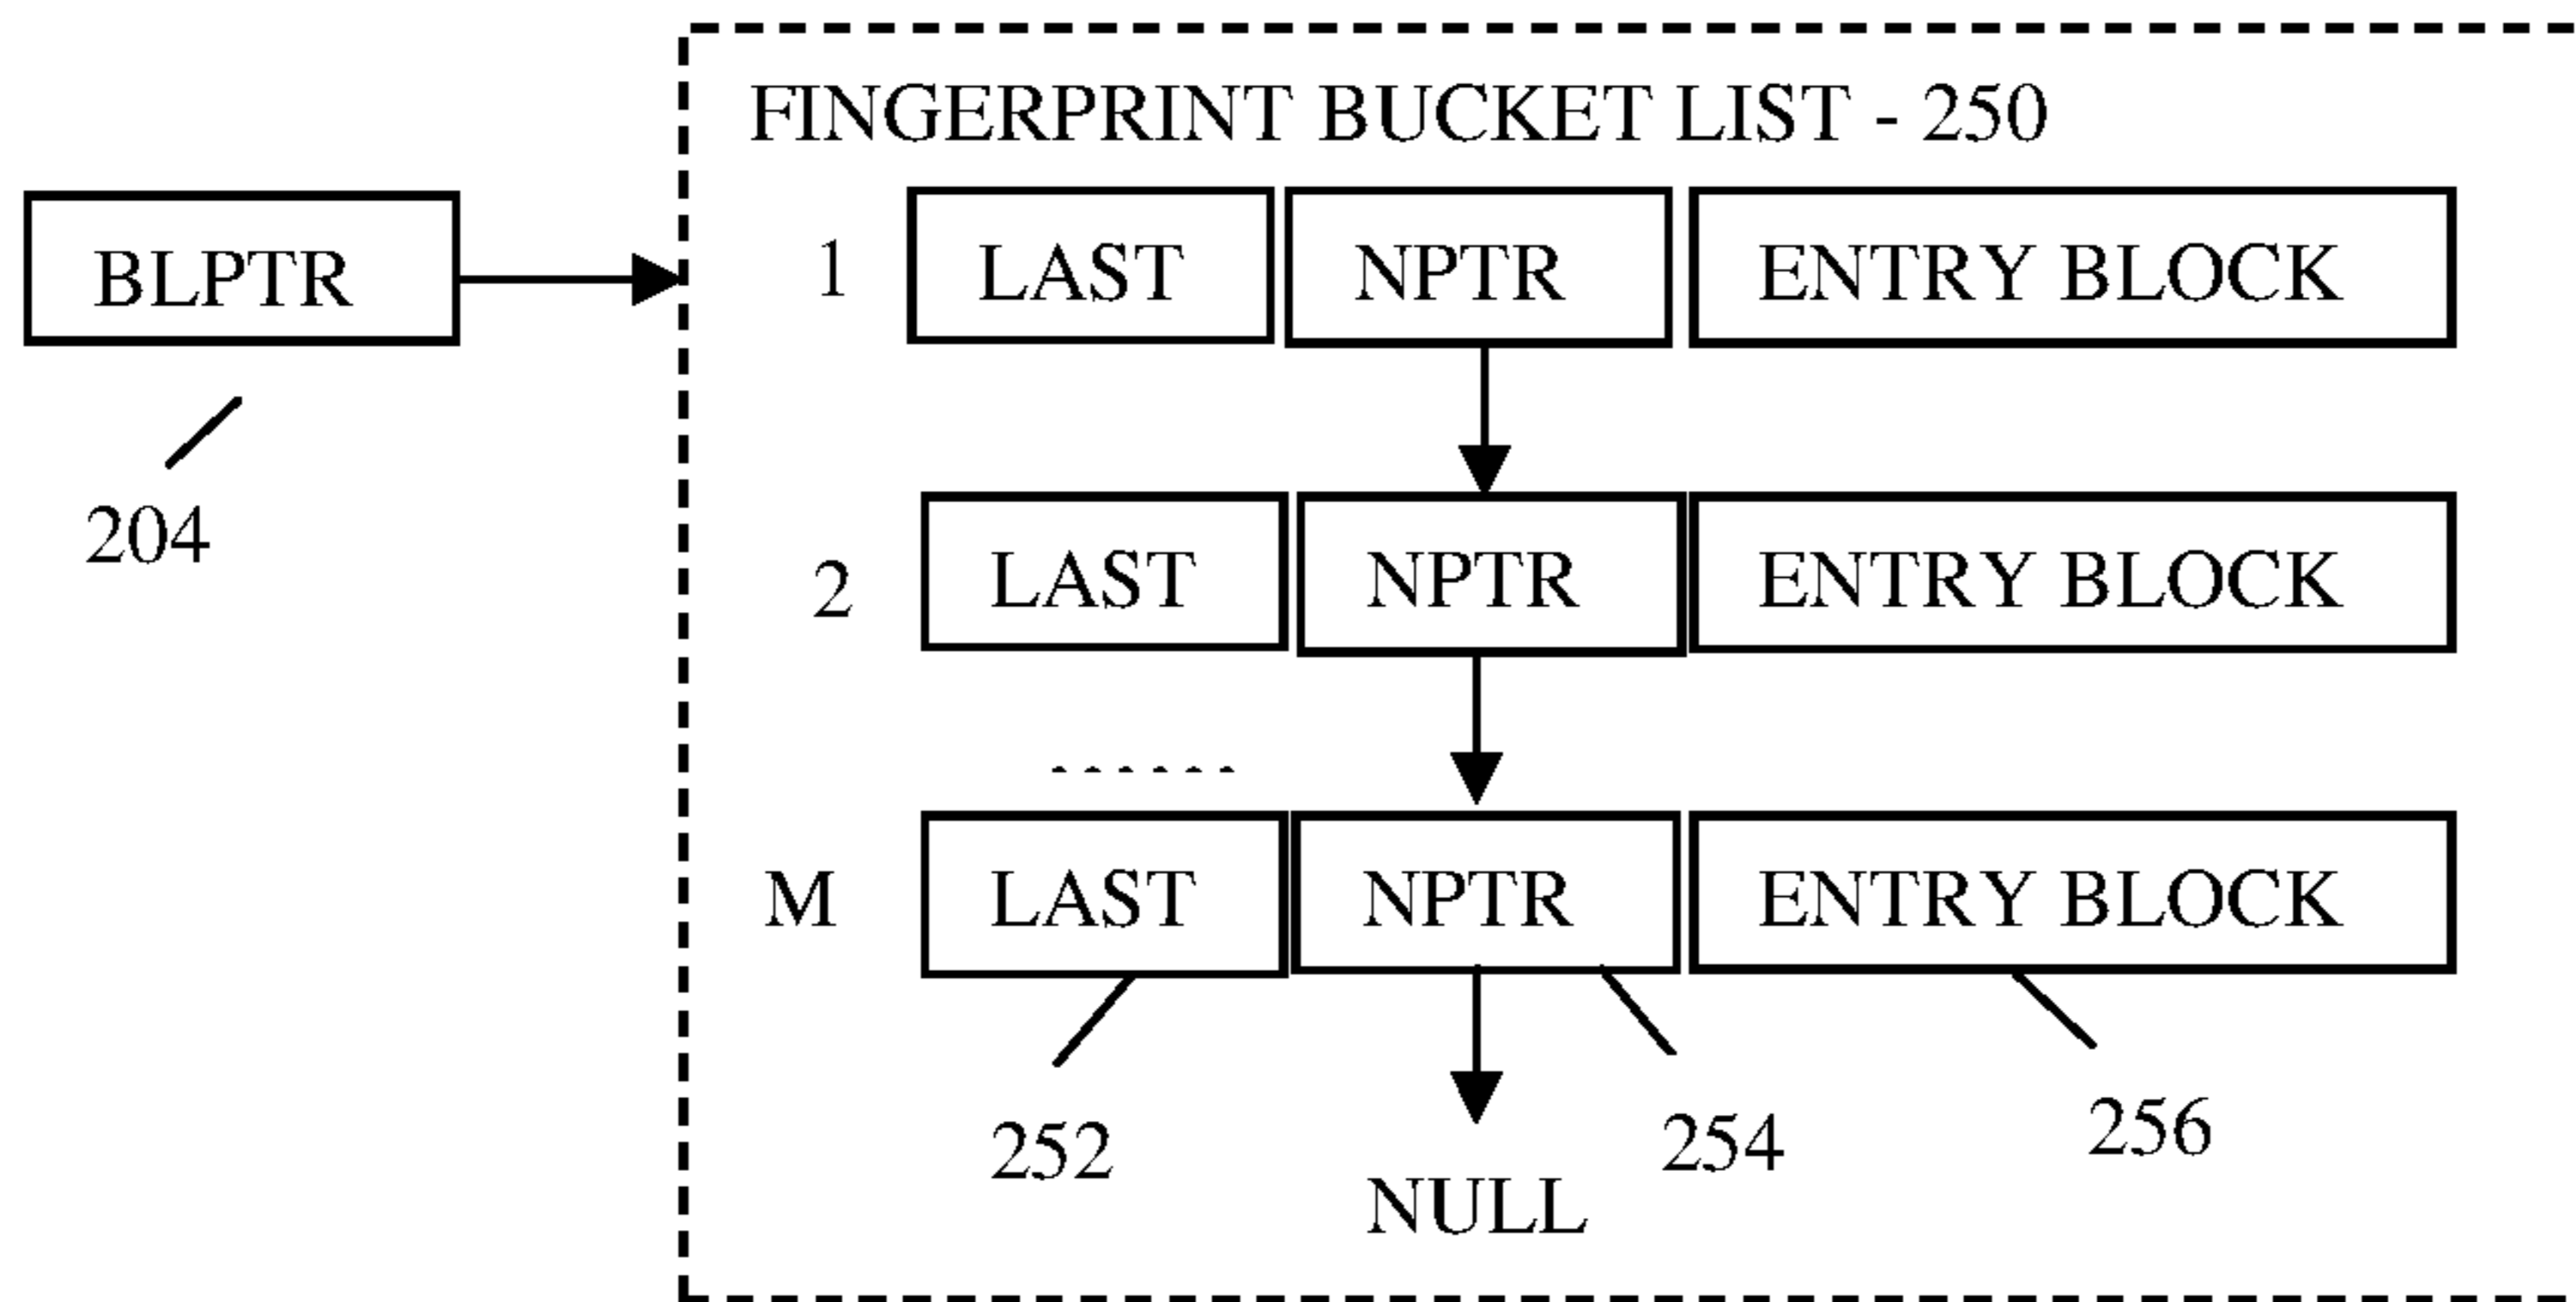 FINGERPRINT BUCKET LIST - 250
BLPTR
1 LAST NPTR ENTRY BLOCK
204
2 LAST NPTR ENTRY BLOCK
......
M LAST NPTR ENTRY BLOCK
252 254 256
NULL